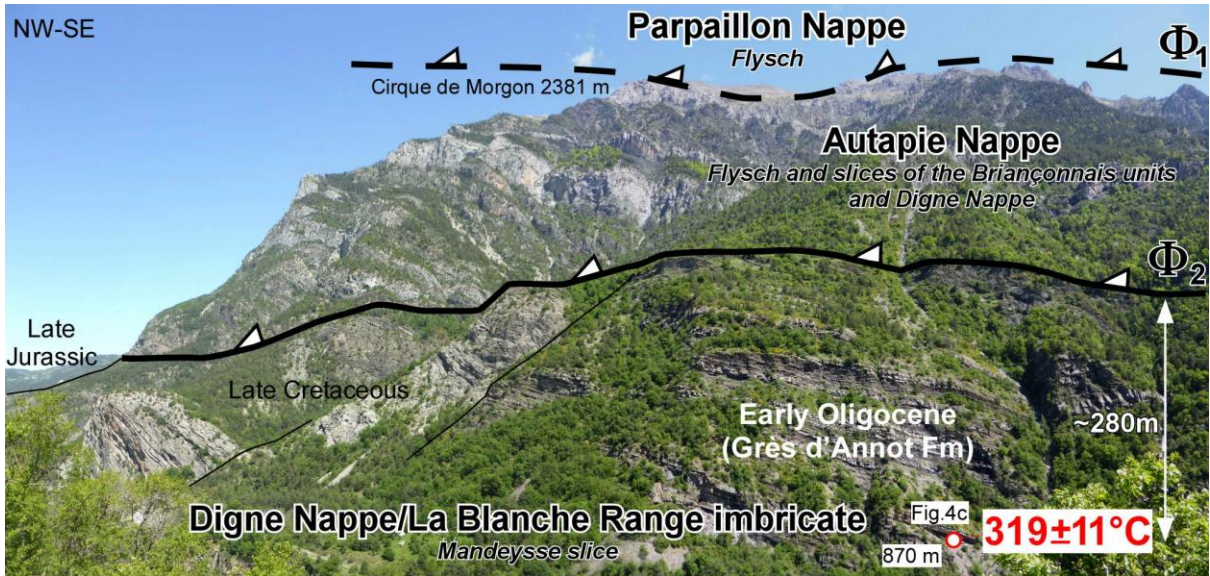 NW-SE
Parpaillon Nappe
Flysch
Φ1
Cirque de Morgon 2381 m
Autapie Nappe
Flysch and slices of the Briançonnais units
and Digne Nappe
Φ2
Late
Jurassic
Late Cretaceous
Early Oligocene
(Grès d'Annot Fm)
~280m
Digne Nappe/La Blanche Range imbricate
Mandeysse slice
Fig.4c
870 m
319±11°C